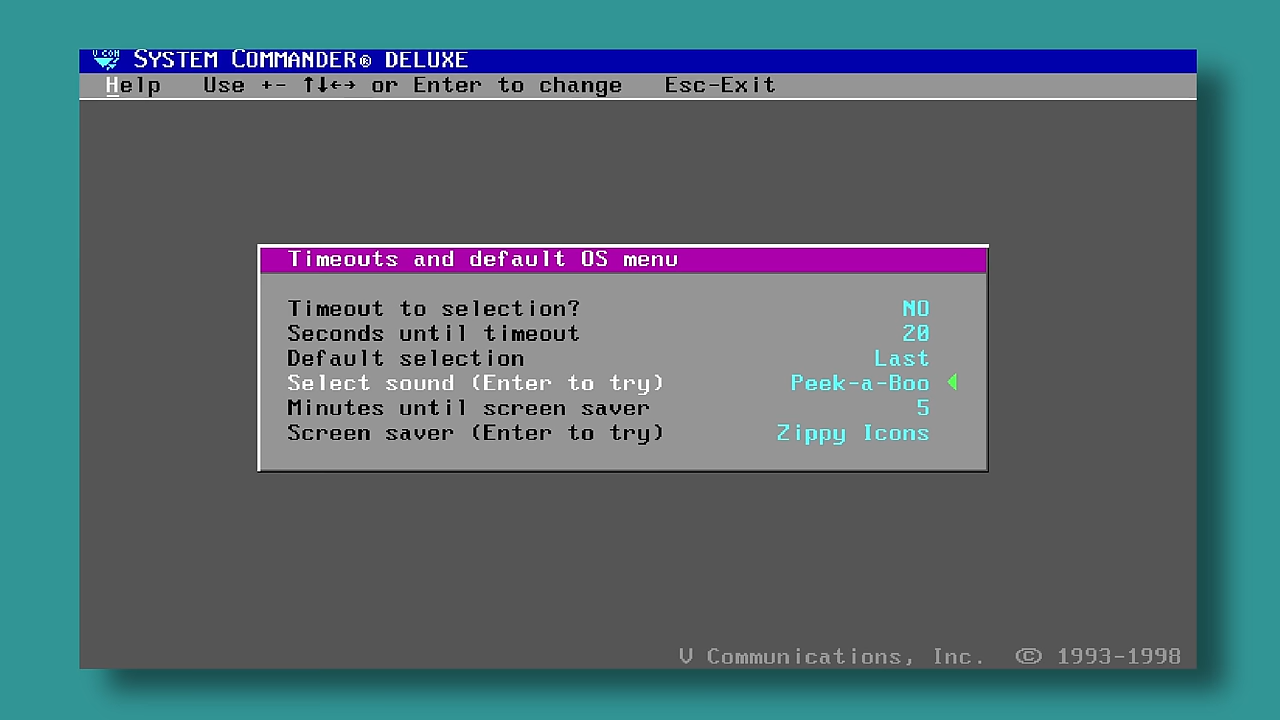 V COM SYSTEM COMMANDER® DELUXE
Help Use +- ↑↓←→ or Enter to change Esc-Exit
Timeouts and default OS menu
Timeout to selection? NO
Seconds until timeout 20
Default selection Last
Select sound (Enter to try) Peek-a-Boo
Minutes until screen saver 5
Screen saver (Enter to try) Zippy Icons
V Communications, Inc. © 1993-1998